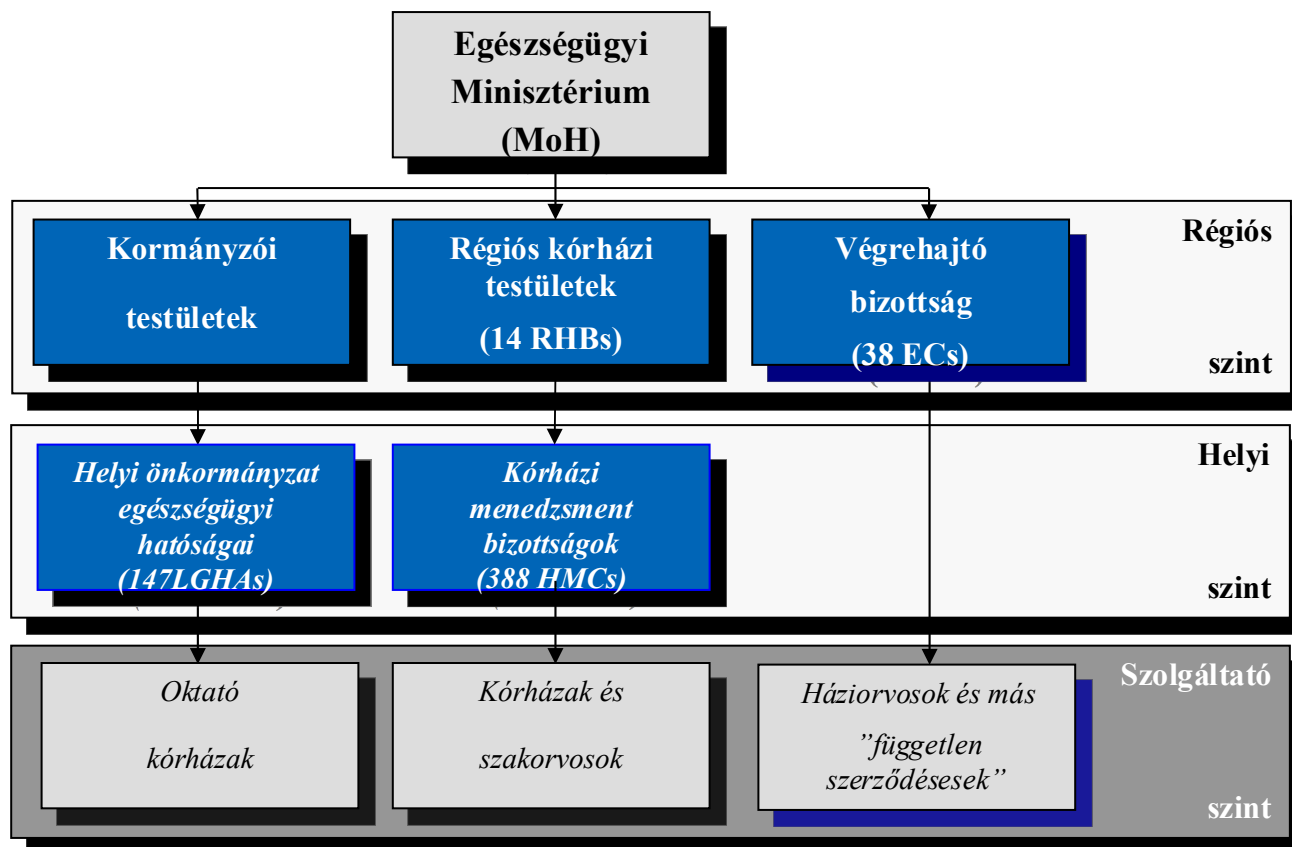 Egészségügyi
Minisztérium
(MoH)
Kormányzói
testületek
Régiós kórházi
testületek
(14 RHBs)
Végrehajtó
bizottság
(38 ECs)
Régiós
szint
Helyi önkormányzat
egészségügyi
hatóságai
(147LGHAs)
Kórházi
menedzsment
bizottságok
(388 HMCs)
Helyi
szint
Oktató
kórházak
Kórházak és
szakorvosok
Háziorvosok és más
”független
szerződésesek”
Szolgáltató
szint